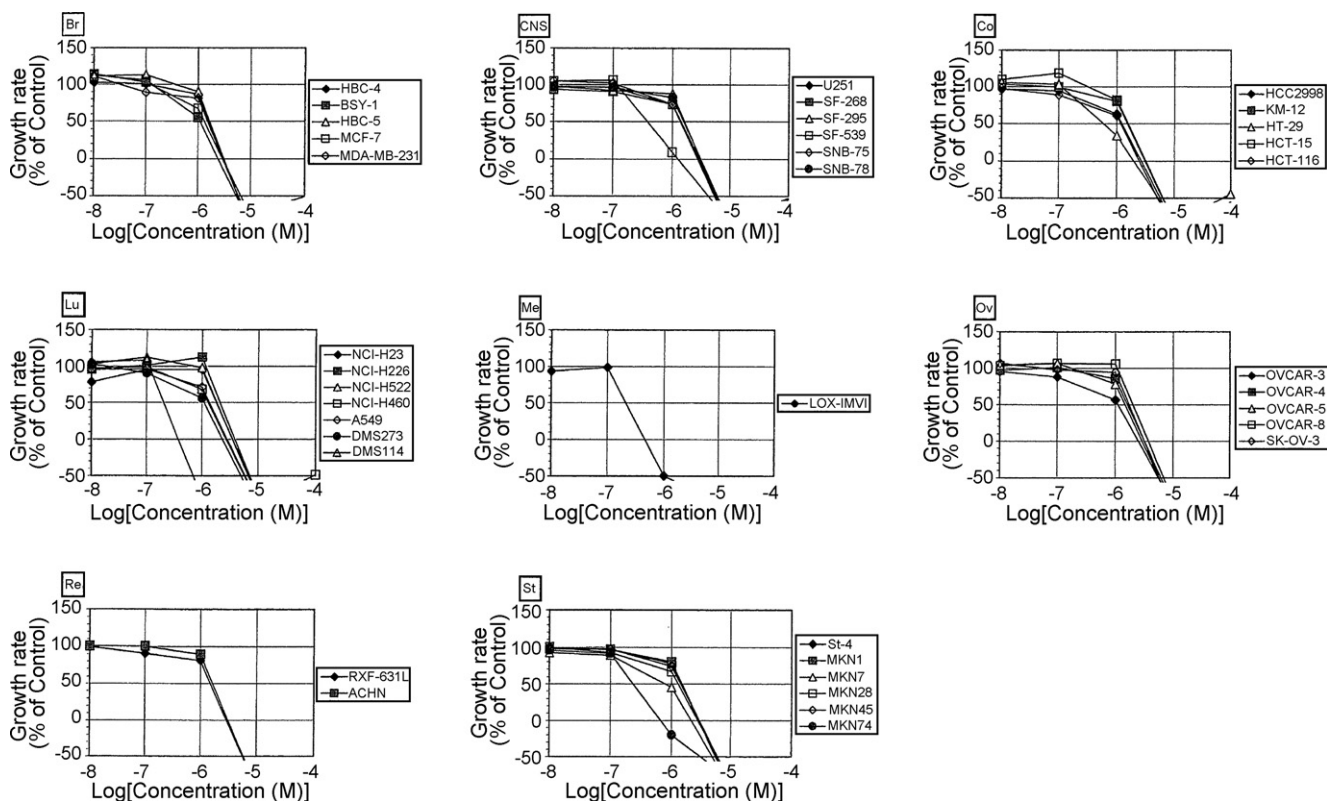 Br
150
100
50
0
-50
-8 -7 -6 -5 -4
Growth rate
(% of Control)
Log[Concentration (M)]
HBC-4
BSY-1
HBC-5
MCF-7
MDA-MB-231
CNS
150
100
50
0
-50
-8 -7 -6 -5 -4
Growth rate
(% of Control)
Log[Concentration (M)]
U251
SF-268
SF-295
SF-539
SNB-75
SNB-78
Co
150
100
50
0
-50
-8 -7 -6 -5 -4
Growth rate
(% of Control)
Log[Concentration (M)]
HCC2998
KM-12
HT-29
HCT-15
HCT-116
Lu
150
100
50
0
-50
-8 -7 -6 -5 -4
Growth rate
(% of Control)
Log[Concentration (M)]
NCI-H23
NCI-H226
NCI-H522
NCI-H460
A549
DMS273
DMS114
Me
150
100
50
0
-50
-8 -7 -6 -5 -4
Growth rate
(% of Control)
Log[Concentration (M)]
LOX-IMVI
Ov
150
100
50
0
-50
-8 -7 -6 -5 -4
Growth rate
(% of Control)
Log[Concentration (M)]
OVCAR-3
OVCAR-4
OVCAR-5
OVCAR-8
SK-OV-3
Re
150
100
50
0
-50
-8 -7 -6 -5 -4
Growth rate
(% of Control)
Log[Concentration (M)]
RXF-631L
ACHN
St
150
100
50
0
-50
-8 -7 -6 -5 -4
Growth rate
(% of Control)
Log[Concentration (M)]
St-4
MKN1
MKN7
MKN28
MKN45
MKN74